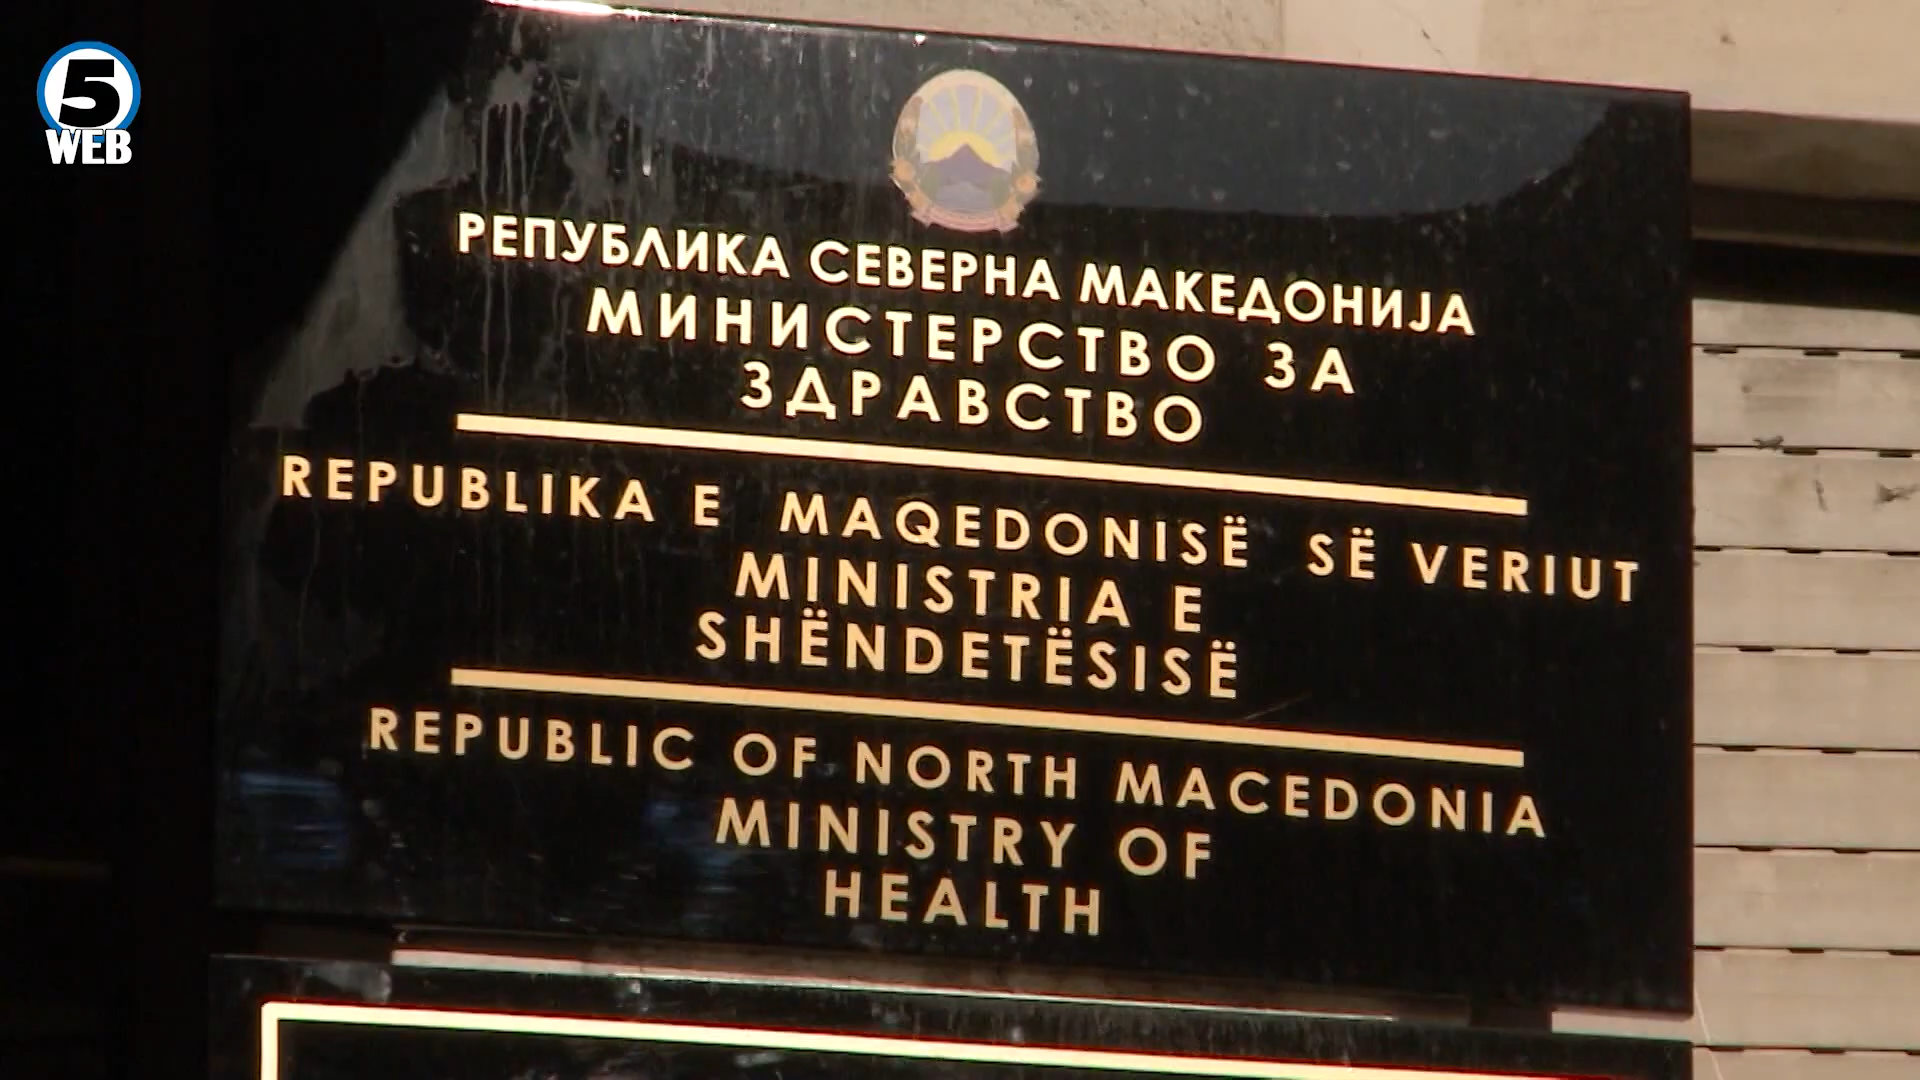 5
WEB
РЕПУБЛИКА СЕВЕРНА МАКЕДОНИЈА
МИНИСТЕРСТВО ЗА
ЗДРАВСТВО
REPUBLIKA E MAQEDONISË SË VERIUT
MINISTRIA E
SHËNDETËSISË
REPUBLIC OF NORTH MACEDONIA
MINISTRY OF
HEALTH